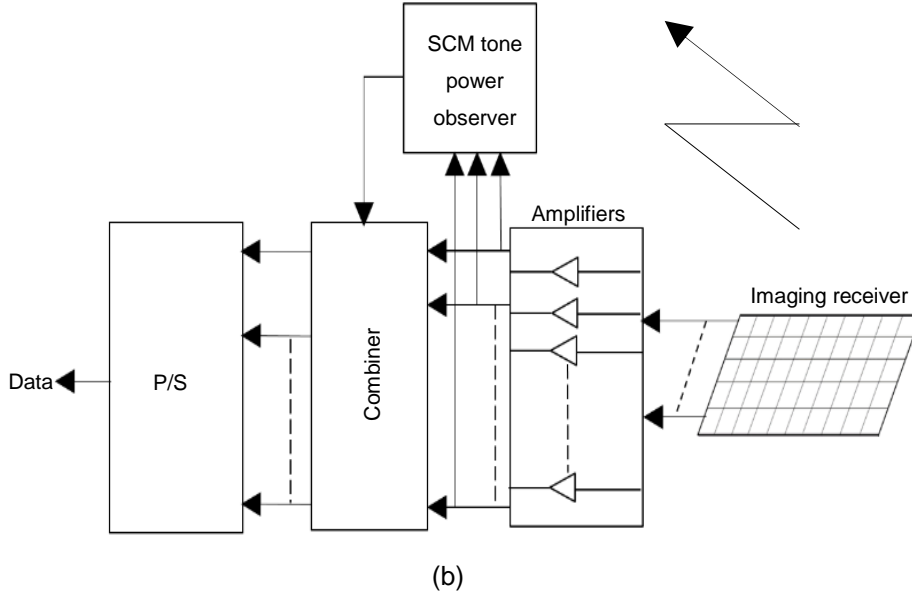 SCM tone
power
observer
Amplifiers
Imaging receiver
Data
P/S
Combiner
(b)